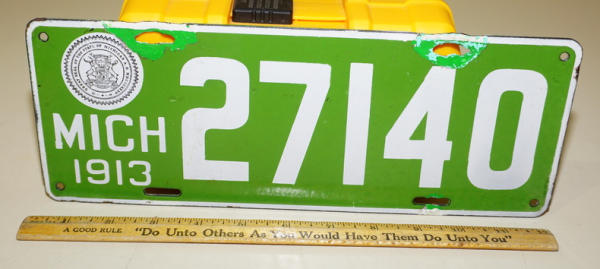 MICH
1913
27140
A GOOD RULE "Do Unto Others As You Would Have Them Do Unto You"